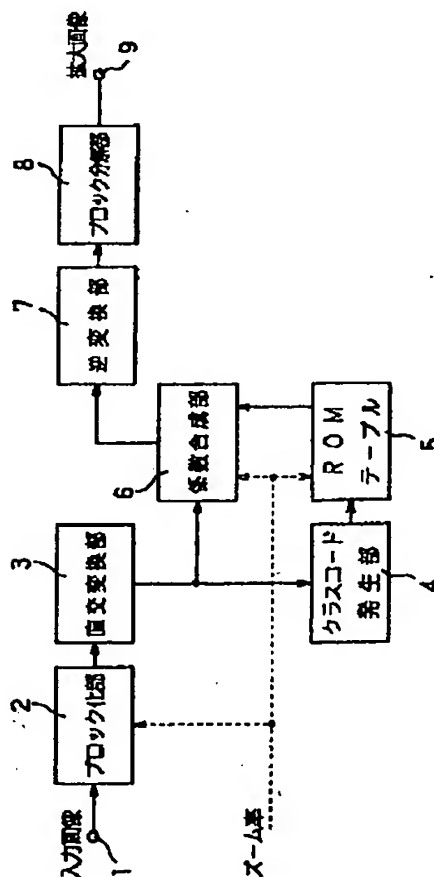 入力画像
1
2
ブロック化部
3
直交変換部
クラスコード
発生部
4
ROM
テーブル
5
係数合成部
6
逆変換部
7
ブロック分解部
8
拡大画像
9
ズーム率